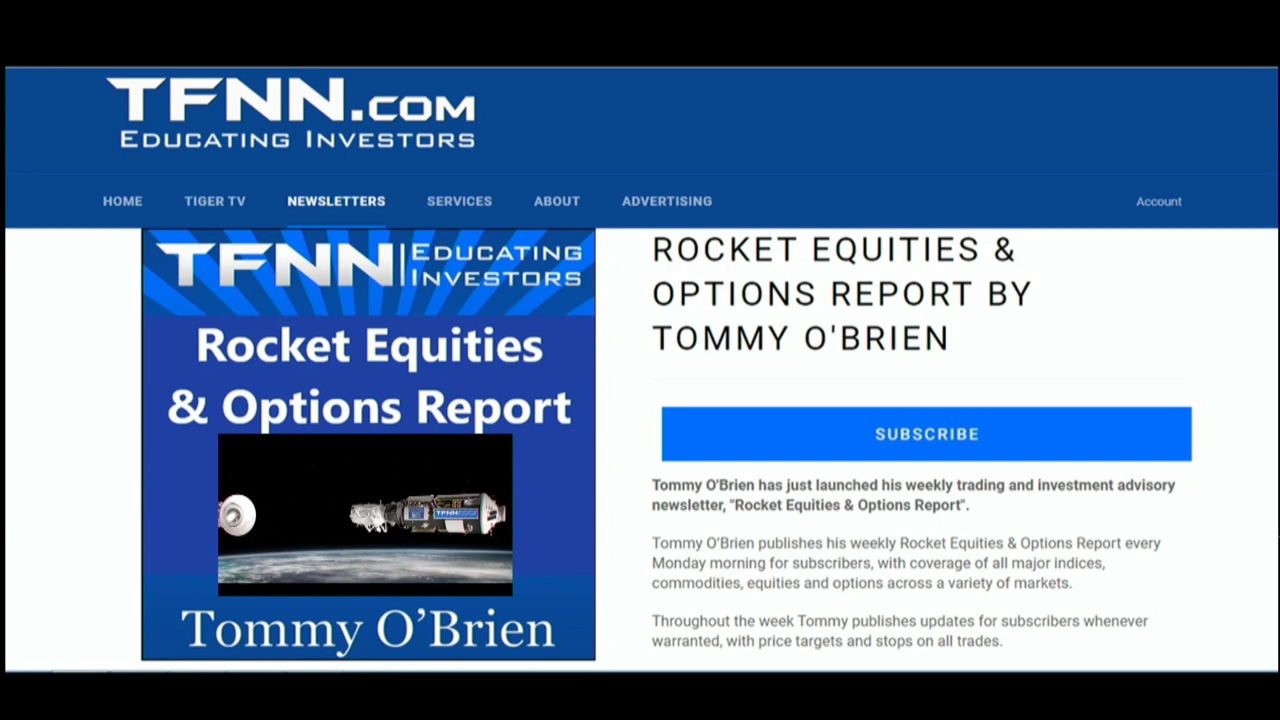 TFNN.COM
EDUCATING INVESTORS
HOME TIGER TV NEWSLETTERS SERVICES ABOUT ADVERTISING Account
TFNN EDUCATING
INVESTORS
Rocket Equities
& Options Report
TFNN
Tommy O'Brien
ROCKET EQUITIES &
OPTIONS REPORT BY
TOMMY O'BRIEN
SUBSCRIBE
Tommy O'Brien has just launched his weekly trading and investment advisory
newsletter, "Rocket Equities & Options Report".
Tommy O'Brien publishes his weekly Rocket Equities & Options Report every
Monday morning for subscribers, with coverage of all major indices,
commodities, equities and options across a variety of markets.
Throughout the week Tommy publishes updates for subscribers whenever
warranted, with price targets and stops on all trades.